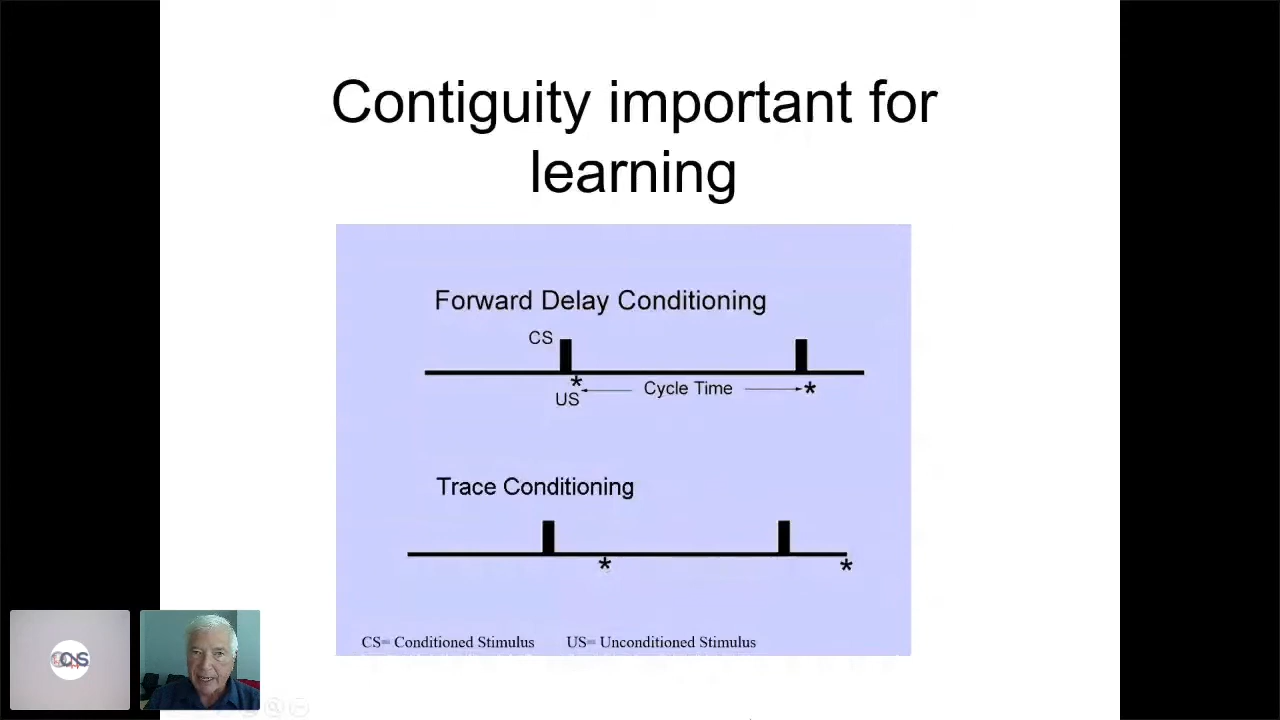 Contiguity important for
learning
Forward Delay Conditioning
CS
* Cycle Time *
US
Trace Conditioning
* *
CS= Conditioned Stimulus US= Unconditioned Stimulus